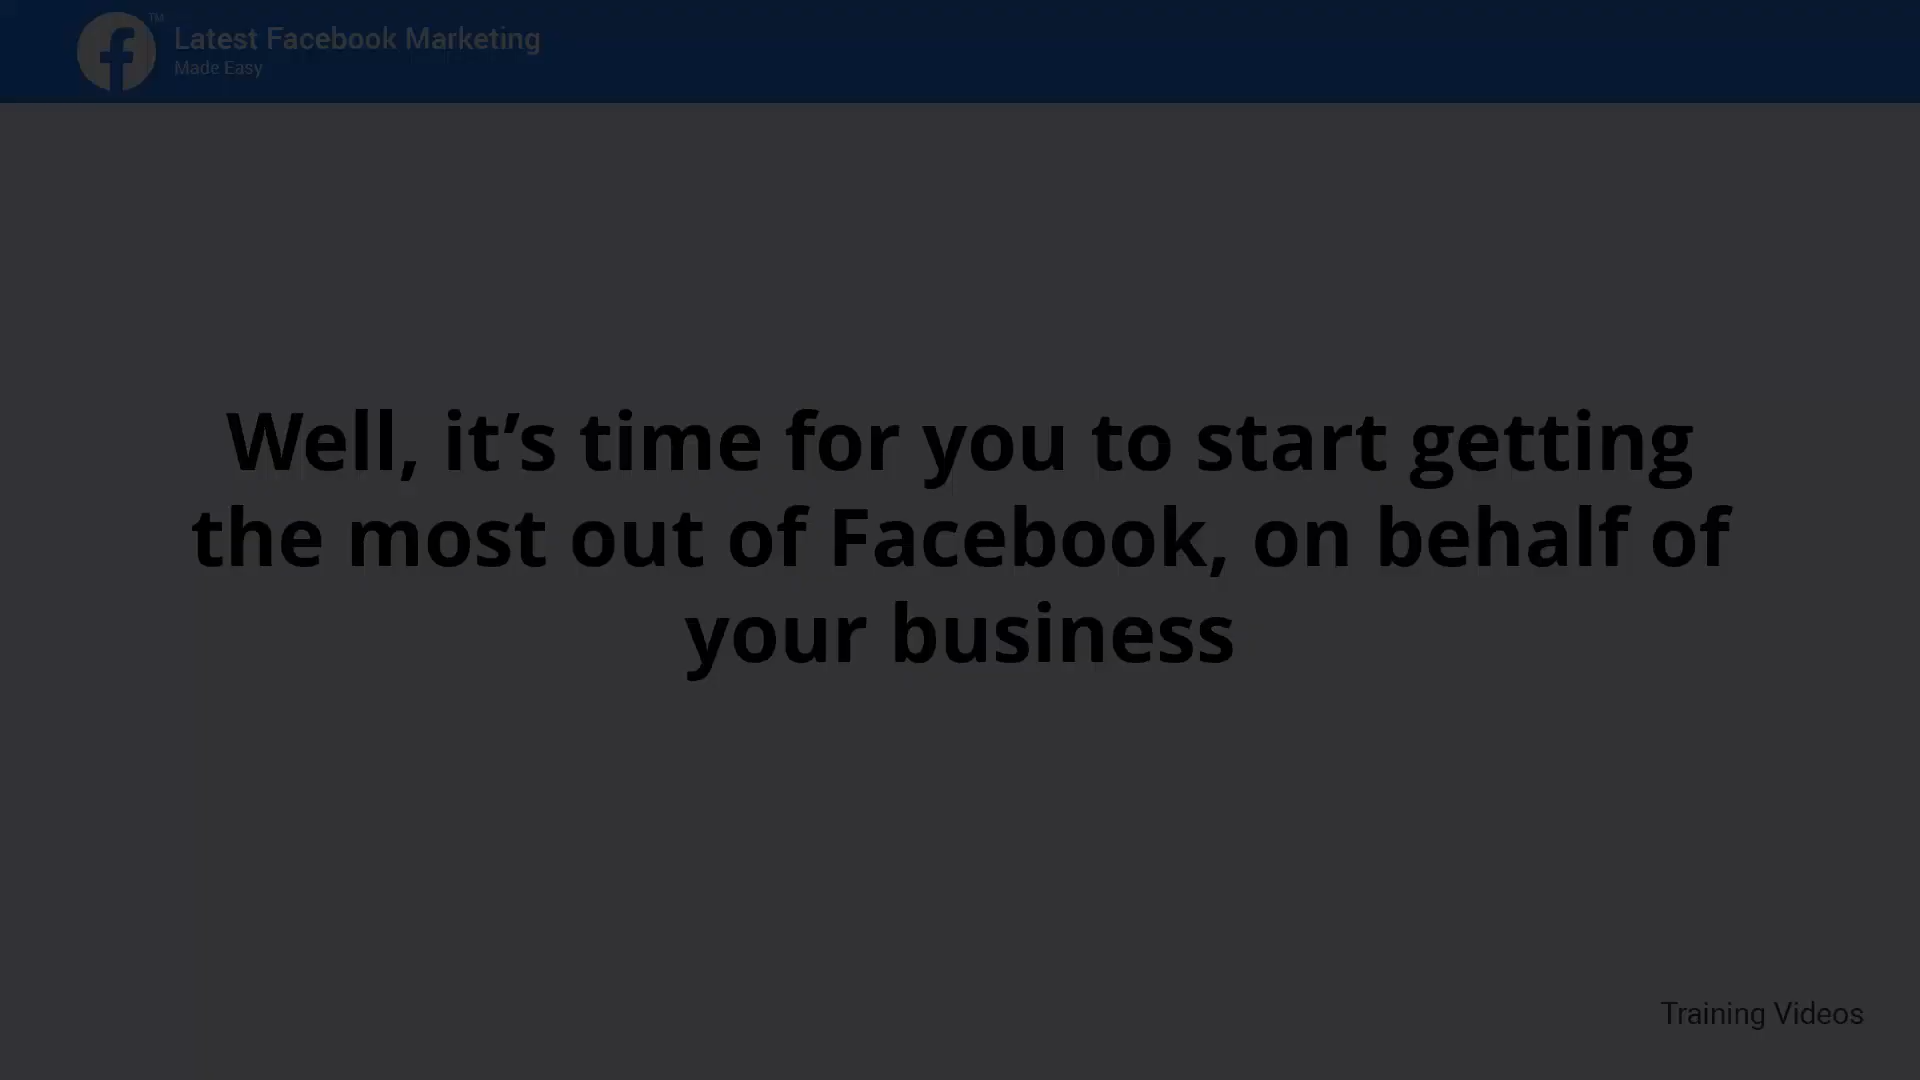 Latest Facebook Marketing™
Made Easy
Well, it’s time for you to start getting
the most out of Facebook, on behalf of
your business
Training Videos